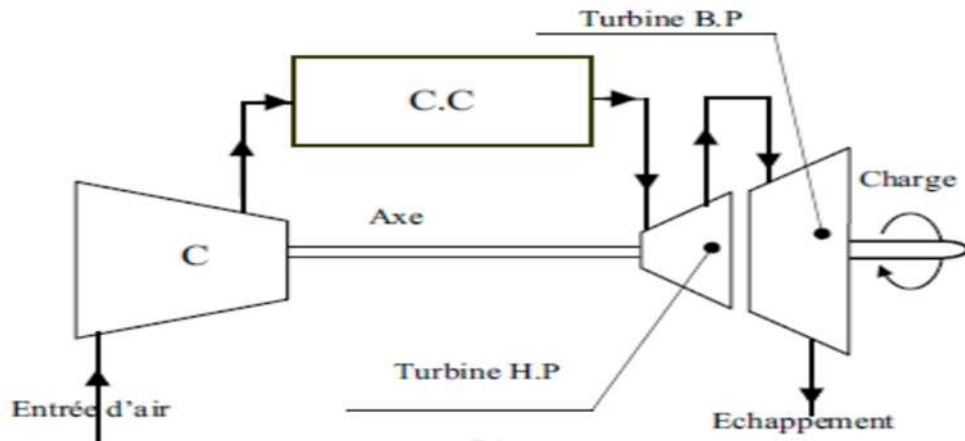 Turbine B.P
C.C
Charge
Axe
C
Turbine H.P
Entrée d'air
Echappement